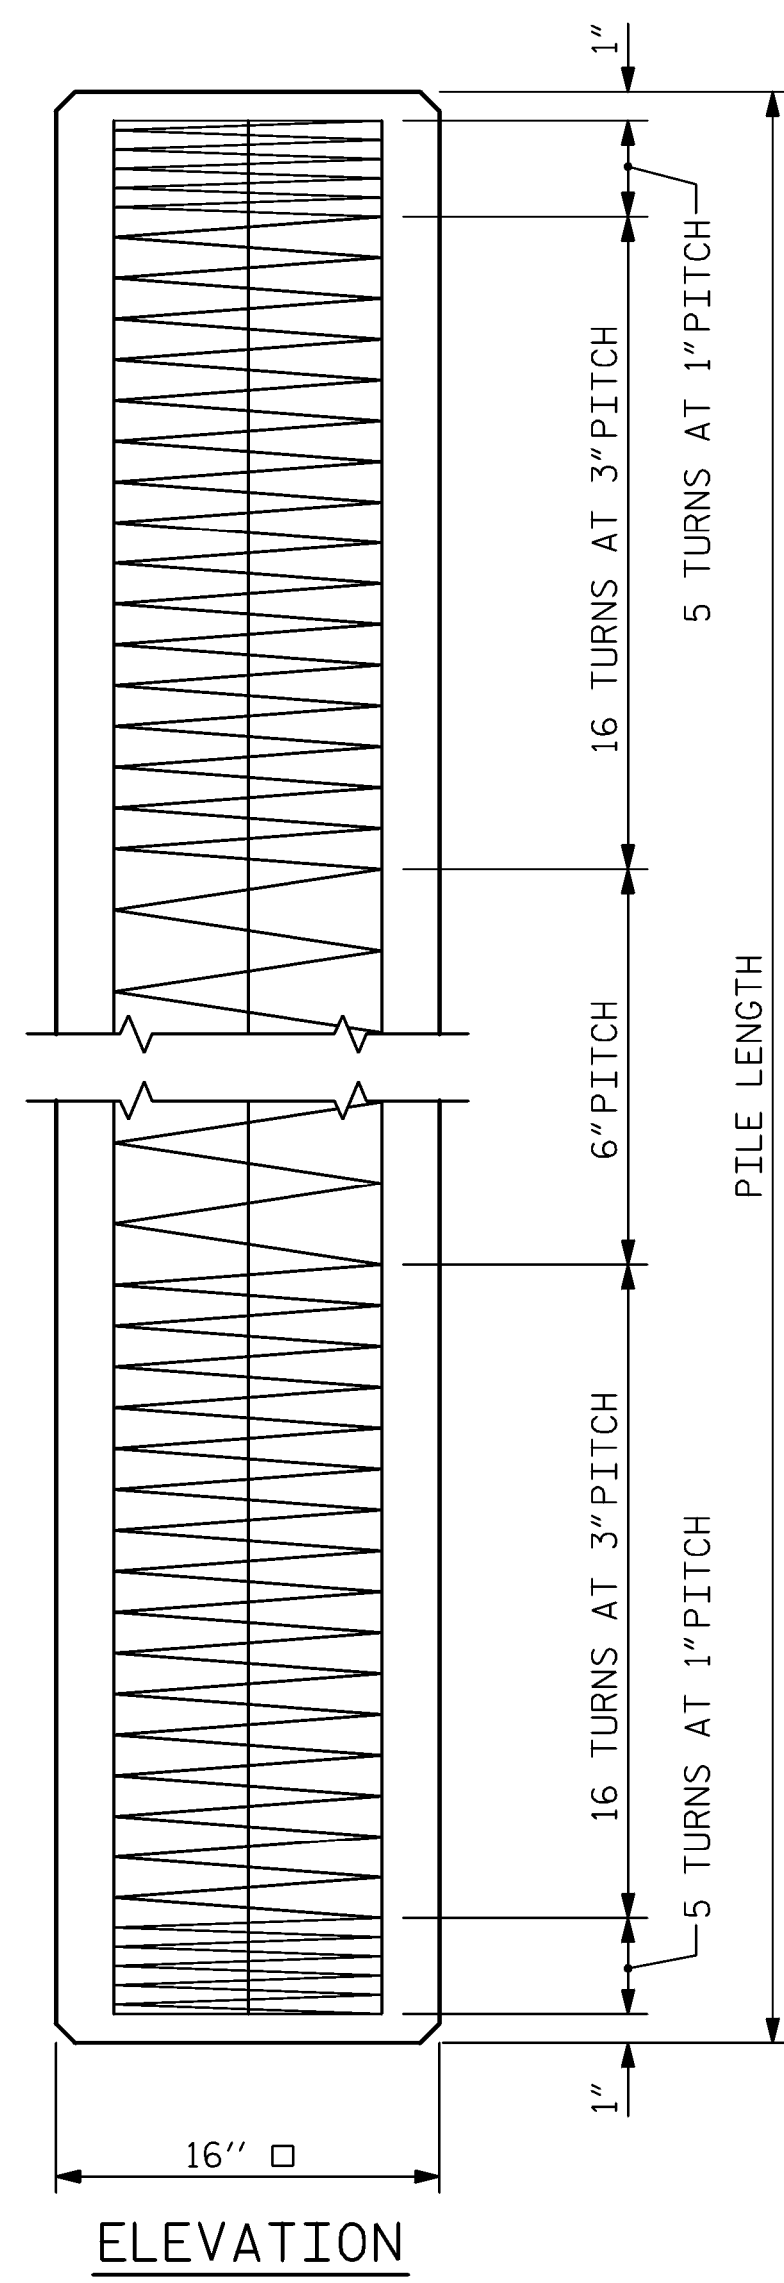 1"
5 TURNS AT 1"PITCH
16 TURNS AT 3"PITCH
6"PITCH
PILE LENGTH
16 TURNS AT 3"PITCH
5 TURNS AT 1"PITCH
1"
16" □
ELEVATION